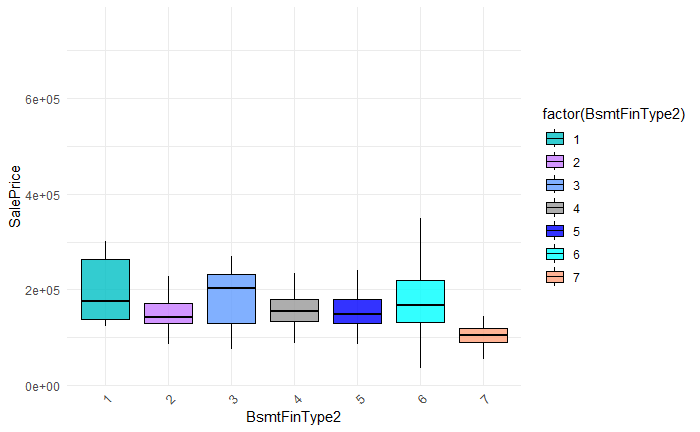 SalePrice
6e+05
4e+05
2e+05
0e+00
1 2 3 4 5 6 7
BsmtFinType2
factor(BsmtFinType2)
1
2
3
4
5
6
7